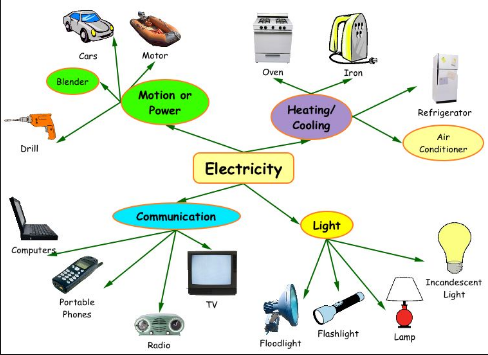 Cars
Motor
Oven
Iron
Blender
Motion or
Power
Heating/
Cooling
Refrigerator
Drill
Air
Conditioner
Electricity
Communication
Light
Computers
Portable
Phones
TV
Radio
Floodlight
Flashlight
Lamp
Incandescent
Light